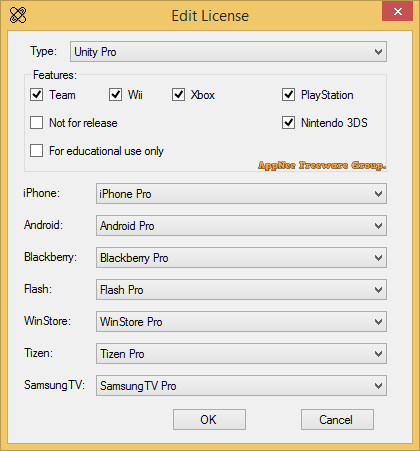 Edit License
Type: Unity Pro
Features:
Team Wii Xbox PlayStation
Not for release Nintendo 3DS
For educational use only
AppNee Freeware Group.
iPhone: iPhone Pro
Android: Android Pro
Blackberry: Blackberry Pro
Flash: Flash Pro
WinStore: WinStore Pro
Tizen: Tizen Pro
SamsungTV: SamsungTV Pro
OK Cancel